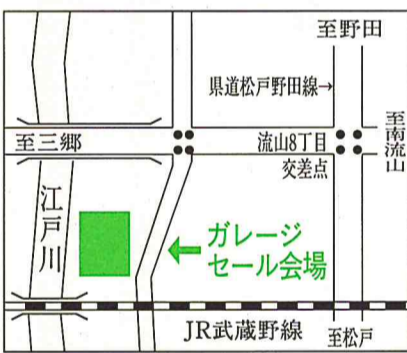 至野田
県道松戸野田線→
至三郷
流山8丁目
交差点
至南流山
江戸川
ガレージ
セール会場
JR武蔵野線
至松戸